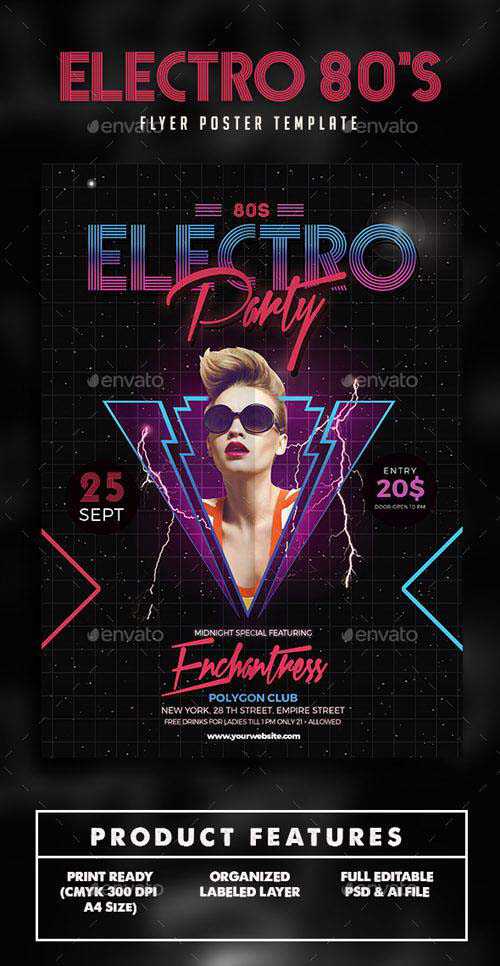 ELECTRO 80"S
FLYER POSTER TEMPLATE
80S
ELECTRO
Party
25
SEPT
ENTRY
20$
DOOR OPEN 10 PM
MIDNIGHT SPECIAL FEATURING
Enchantress
POLYGON CLUB
NEW YORK, 28 TH STREET, EMPIRE STREET
FREE DRINKS FOR LADIES TILL 1 PM ONLY 21+ ALLOWED
www.yourwebsite.com
PRODUCT FEATURES
PRINT READY
(CMYK 300 DPI
A4 SIZE)
ORGANIZED
LABELED LAYER
FULL EDITABLE
PSD & AI FILE
envato
envato
envato
envato
envato
envato
envato
envato